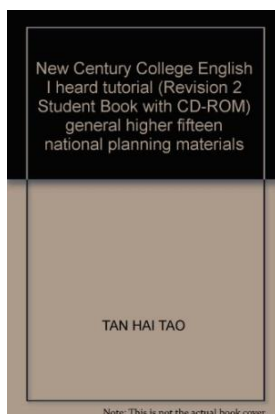 New Century College English
I heard tutorial (Revision 2
Student Book with CD-ROM)
general higher fifteen
national planning materials
TAN HAI TAO
Note: This is not the actual book cover